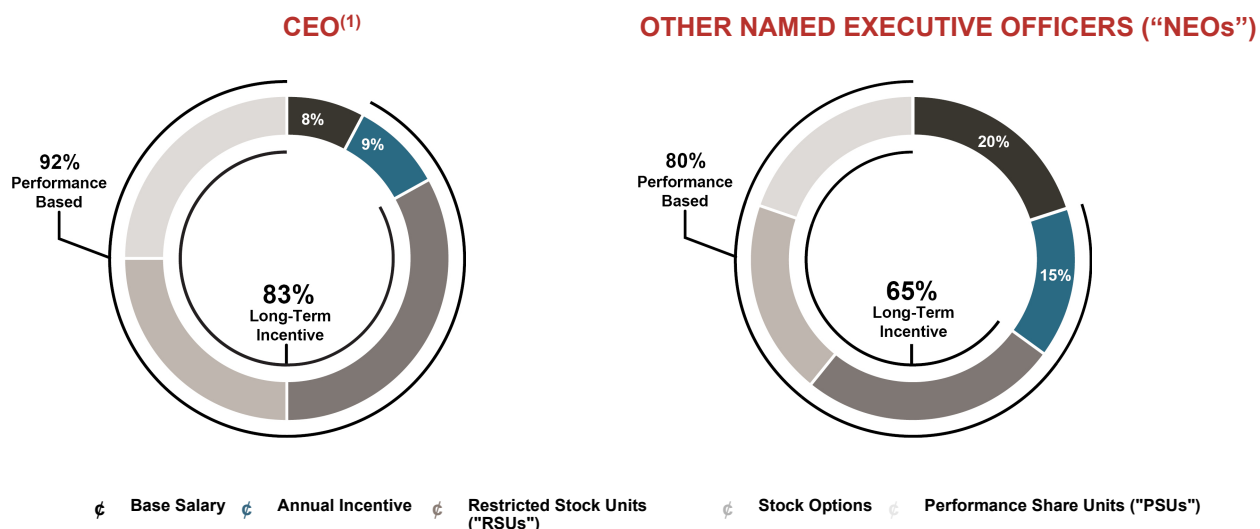 CEO(1)
OTHER NAMED EXECUTIVE OFFICERS (“NEOs”)
8%
9%
92%
Performance
Based
83%
Long-Term
Incentive
20%
15%
80%
Performance
Based
65%
Long-Term
Incentive
¢ Base Salary ¢ Annual Incentive ¢ Restricted Stock Units
("RSUs")
¢ Stock Options ¢ Performance Share Units ("PSUs")